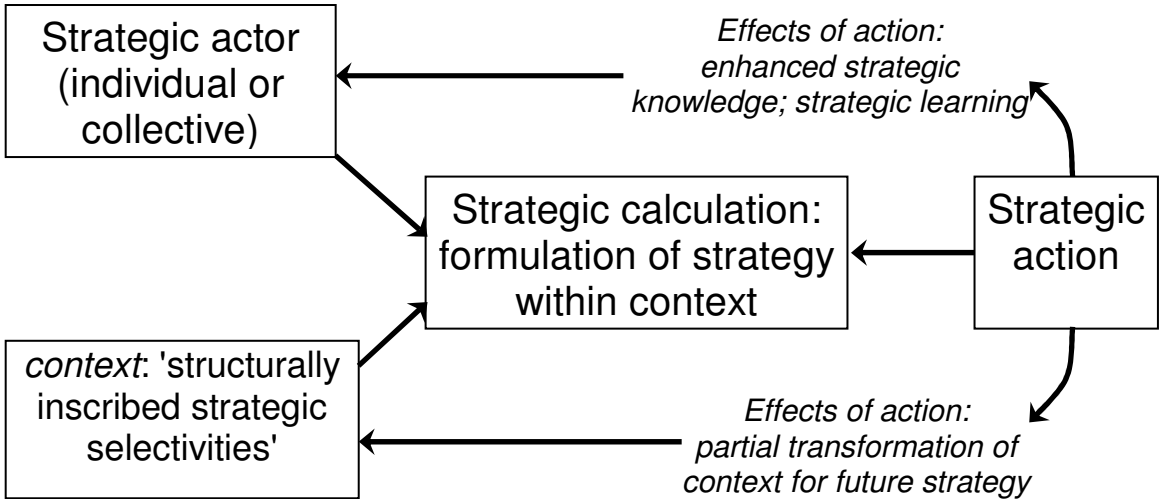 Strategic actor
(individual or
collective)
Effects of action:
enhanced strategic
knowledge; strategic learning
Strategic calculation:
formulation of strategy
within context
Strategic
action
context: 'structurally
inscribed strategic
selectivities'
Effects of action:
partial transformation of
context for future strategy